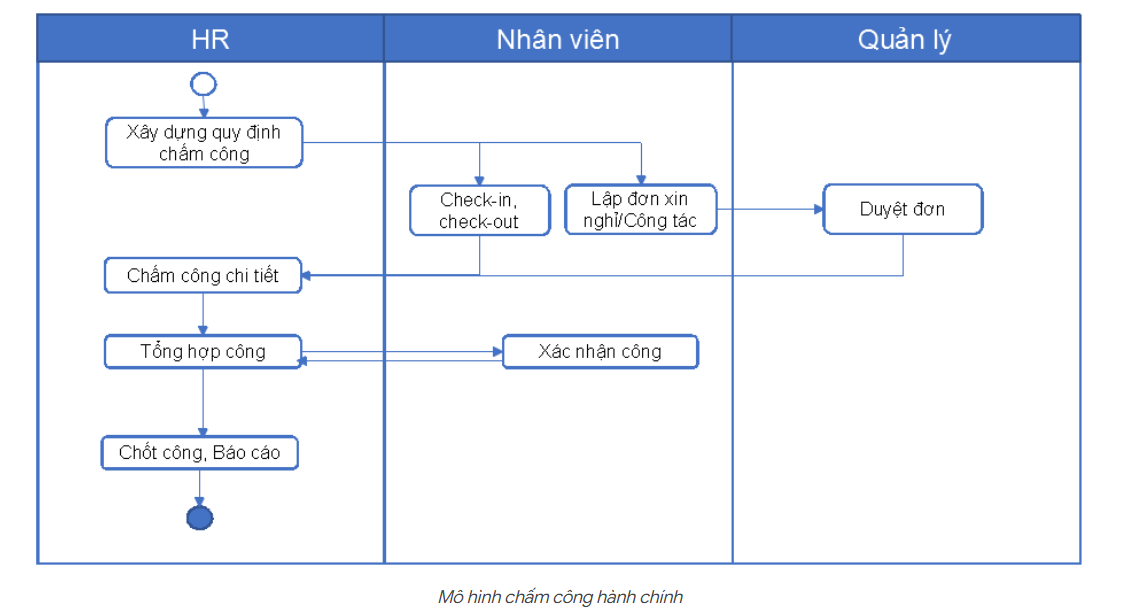 HR
Nhân viên
Quản lý
Xây dựng quy định
chấm công
Check-in,
check-out
Lập đơn xin
nghỉ/Công tác
Duyệt đơn
Chấm công chi tiết
Tổng hợp công
Xác nhận công
Chốt công, Báo cáo
Mô hình chấm công hành chính